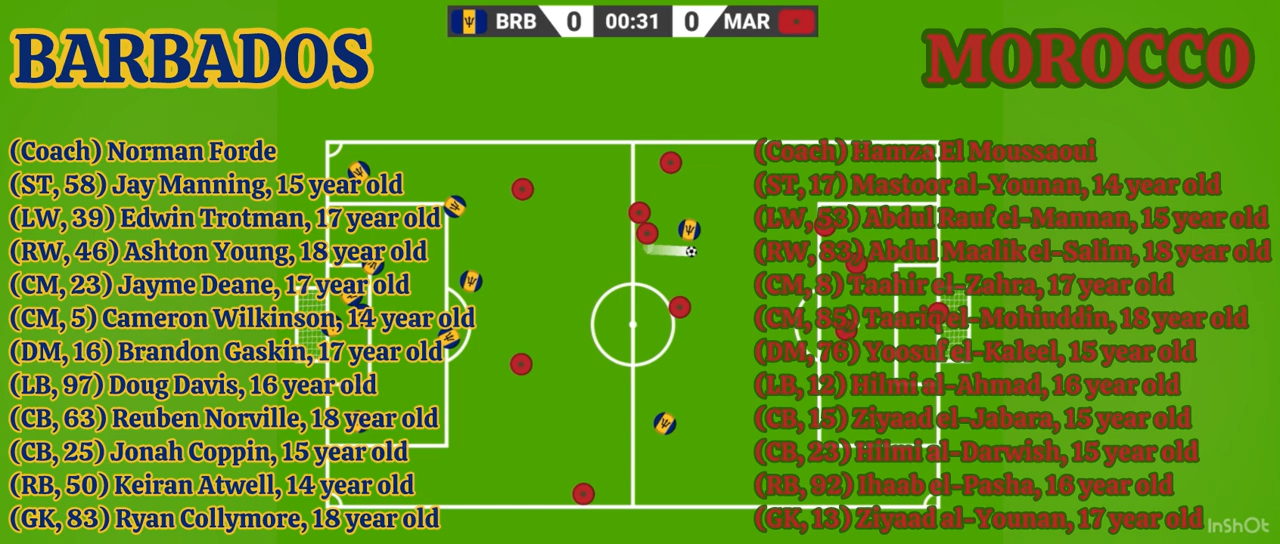 BRB 0 00:31 0 MAR
BARBADOS
MOROCCO
(Coach) Norman Forde
(ST, 58) Jay Manning, 15 year old
(LW, 39) Edwin Trotman, 17 year old
(RW, 46) Ashton Young, 18 year old
(CM, 23) Jayme Deane, 17 year old
(CM, 5) Cameron Wilkinson, 14 year old
(DM, 16) Brandon Gaskin, 17 year old
(LB, 97) Doug Davis, 16 year old
(CB, 63) Reuben Norville, 18 year old
(CB, 25) Jonah Coppin, 15 year old
(RB, 50) Keiran Atwell, 14 year old
(GK, 83) Ryan Collymore, 18 year old
(Coach) Hamza El Moussaoui
(ST, 17) Mastoor al-Younan, 14 year old
(LW, 53) Abdul Rauf el-Mannan, 15 year old
(RW, 83) Abdul Maalik el-Salim, 18 year old
(CM, 8) Taahir el-Zahra, 17 year old
(CM, 85) Taariq el-Mohiuddin, 18 year old
(DM, 76) Yoosuf el-Kaleel, 15 year old
(LB, 12) Hilmi al-Ahmad, 16 year old
(CB, 15) Ziyaad el-Jabara, 15 year old
(CB, 23) Hilmi al-Darwish, 15 year old
(RB, 92) Ihaab el-Pasha, 16 year old
(GK, 13) Ziyaad al-Younan, 17 year old
InShOt